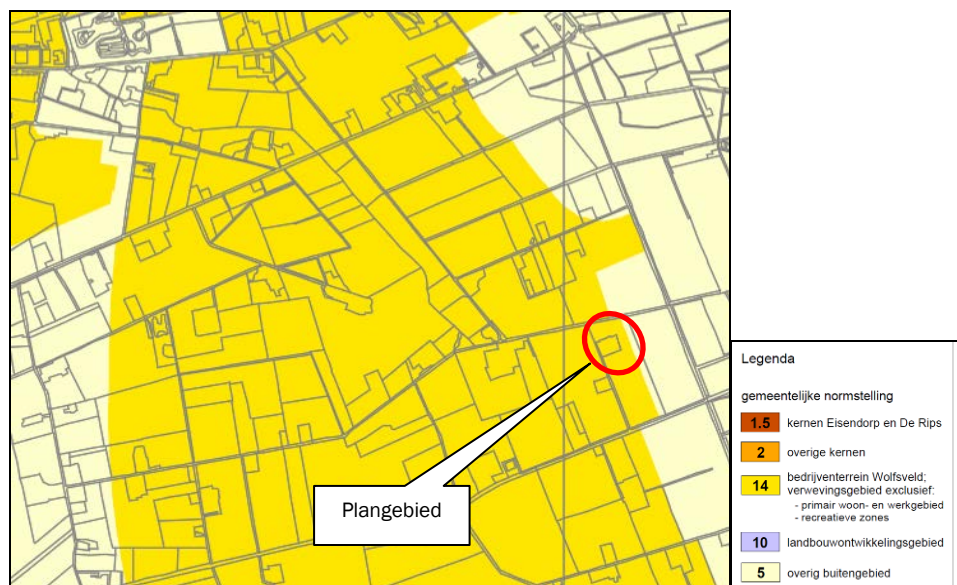 Plangebied
Legenda
gemeentelijke normstelling
1.5 kernen Eisendorp en De Rips
2 overige kernen
14 bedrijventerrein Wolfsveld;
verwevingsgebied exclusief:
- primair woon- en werkgebied
- recreatieve zones
10 landbouwontwikkelingsgebied
5 overig buitengebied